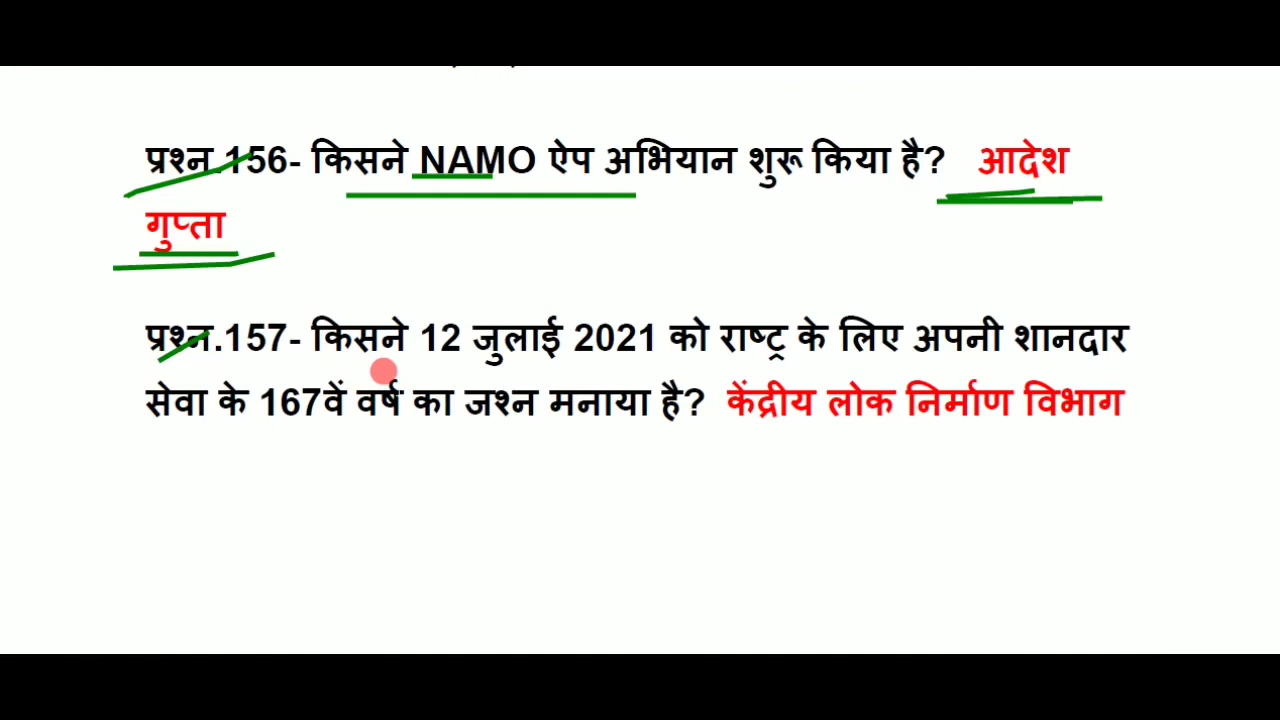 प्रश्न.156- किसने NAMO ऐप अभियान शुरू किया है? आदेश
गुप्ता
प्रश्न.157- किसने 12 जुलाई 2021 को राष्ट्र के लिए अपनी शानदार
सेवा के 167वें वर्ष का जश्न मनाया है? केंद्रीय लोक निर्माण विभाग